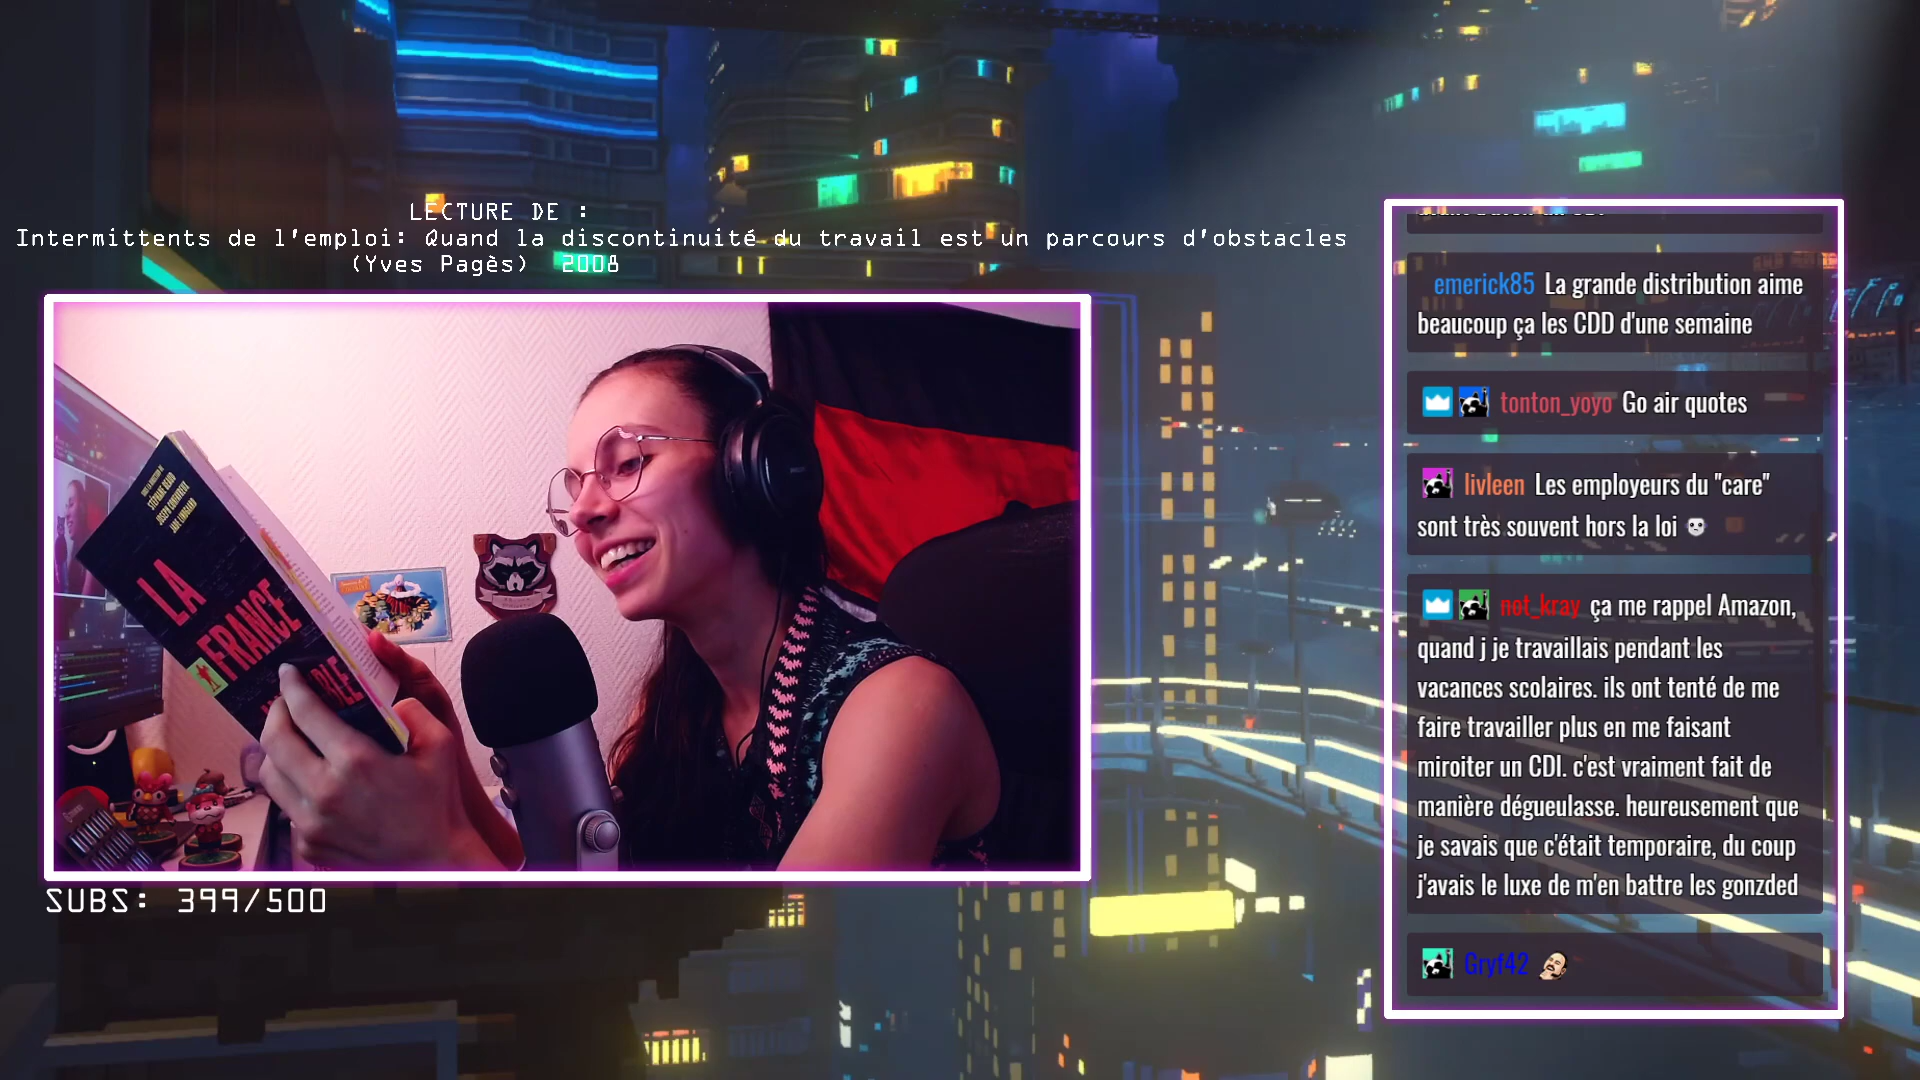 LECTURE DE :
Intermittents de l'emploi: Quand la discontinuité du travail est un parcours d'obstacles
(Yves Pagès) 2008
LA
FRANCE
SUBS: 399/500
emerick85 La grande distribution aime
beaucoup ça les CDD d'une semaine
tonton_yoyo Go air quotes
livleen Les employeurs du "care"
sont très souvent hors la loi
not_kray ça me rappel Amazon,
quand j je travaillais pendant les
vacances scolaires. ils ont tenté de me
faire travailler plus en me faisant
miroiter un CDI. c'est vraiment fait de
manière dégueulasse. heureusement que
je savais que c'était temporaire, du coup
j'avais le luxe de m'en battre les gonzded
Gryf42